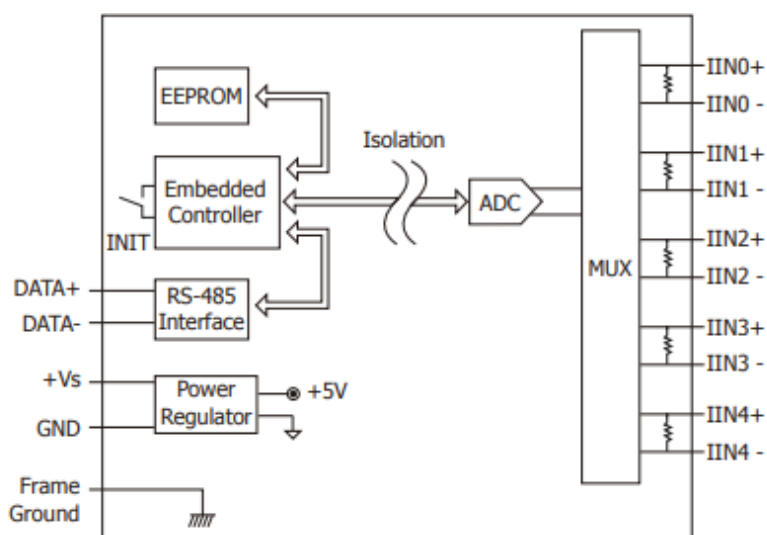 EEPROM
Isolation
Embedded
Controller
INIT
ADC
MUX
DATA+
DATA-
RS-485
Interface
+Vs
GND
Power
Regulator
+5V
Frame
Ground
IIN0+
IIN0 -
IIN1+
IIN1 -
IIN2+
IIN2 -
IIN3+
IIN3 -
IIN4+
IIN4 -